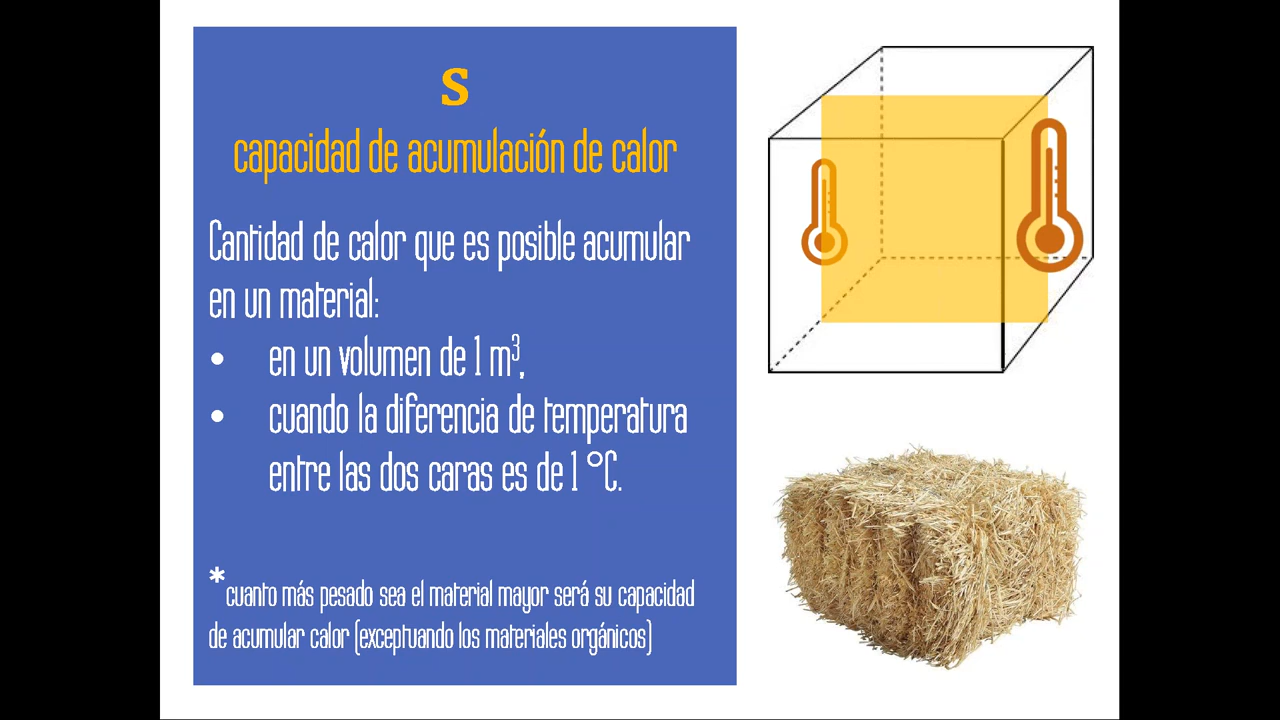 S
capacidad de acumulación de calor
Cantidad de calor que es posible acumular
en un material:
• en un volumen de 1 m³,
• cuando la diferencia de temperatura
entre las dos caras es de 1 °C.
*cuanto más pesado sea el material mayor será su capacidad
de acumular calor (exceptuando los materiales orgánicos)